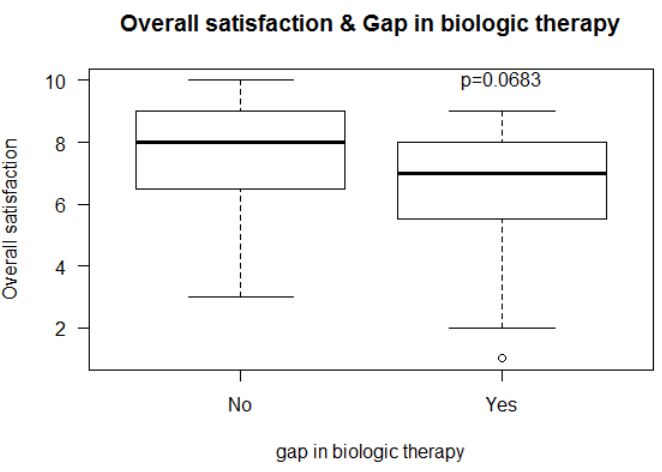 Overall satisfaction & Gap in biologic therapy
p=0.0683
Overall satisfaction
10
8
6
4
2
No Yes
gap in biologic therapy